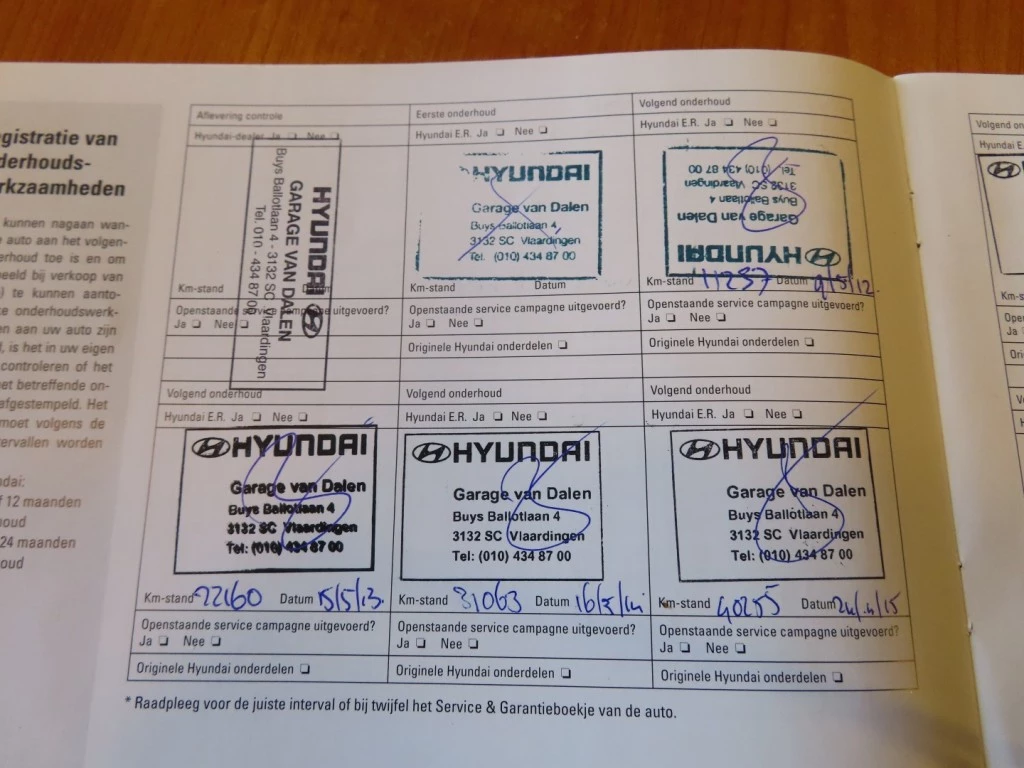 egistratie van
derhouds-
rkzaamheden
kunnen nagaan wan-
auto aan het volgen-
erhoud toe is en om
eeld bij verkoop van
) te kunnen aanto-
e onderhoudswerk-
en aan uw auto zijn
, is het in uw eigen
controleren of het
et betreffende on-
afgestempeld. Het
moet volgens de
ervallen worden
dai:
f 12 maanden
oud
24 maanden
oud
Aflevering controle
Hyundai-dealer Ja ❑ Nee ❑
HYUNDAI
GARAGE VAN DALEN
Buys Ballotlaan 4 - 3132 SC Vlaardingen
Tel. 010 - 434 87 00
Km-stand Datum
Openstaande service campagne uitgevoerd?
Ja ❑ Nee ❑
Eerste onderhoud
Hyundai E.R. Ja ❑ Nee ❑
HYUNDAI
Garage van Dalen
Buys Ballotlaan 4
3132 SC Vlaardingen
Tel. (010) 434 87 00
Km-stand Datum
Openstaande service campagne uitgevoerd?
Ja ❑ Nee ❑
Originele Hyundai onderdelen ❑
Volgend onderhoud
Hyundai E.R. Ja ❑ Nee ❑
HYUNDAI
Garage van Dalen
Buys Ballotlaan 4
3132 SC Vlaardingen
Tel. (010) 434 87 00
Km-stand 11237 Datum 9/5/12.
Openstaande service campagne uitgevoerd?
Ja ❑ Nee ❑
Originele Hyundai onderdelen ❑
Volgend onderhoud
Hyundai E.R. Ja ❑ Nee ❑
HYUNDAI
Garage van Dalen
Buys Ballotlaan 4
3132 SC Vlaardingen
Tel: (010) 434 87 00
Km-stand 22160 Datum 15/5/13.
Openstaande service campagne uitgevoerd?
Ja ❑ Nee ❑
Originele Hyundai onderdelen ❑
Volgend onderhoud
Hyundai E.R. Ja ❑ Nee ❑
HYUNDAI
Garage van Dalen
Buys Ballotlaan 4
3132 SC Vlaardingen
Tel: (010) 434 87 00
Km-stand 31063 Datum
Openstaande service campagne uitgevoerd?
Ja ❑ Nee ❑
Originele Hyundai onderdelen ❑
Volgend onderhoud
Hyundai E.R. Ja ❑ Nee ❑
HYUNDAI
Garage van Dalen
Buys Ballotlaan 4
3132 SC Vlaardingen
Tel: (010) 434 87 00
Km-stand 40255 Datum
Openstaande service campagne uitgevoerd?
Ja ❑ Nee ❑
Originele Hyundai onderdelen ❑
* Raadpleeg voor de juiste interval of bij twijfel het Service & Garantieboekje van de auto.
Volgend on
Hyundai E.
Km-s